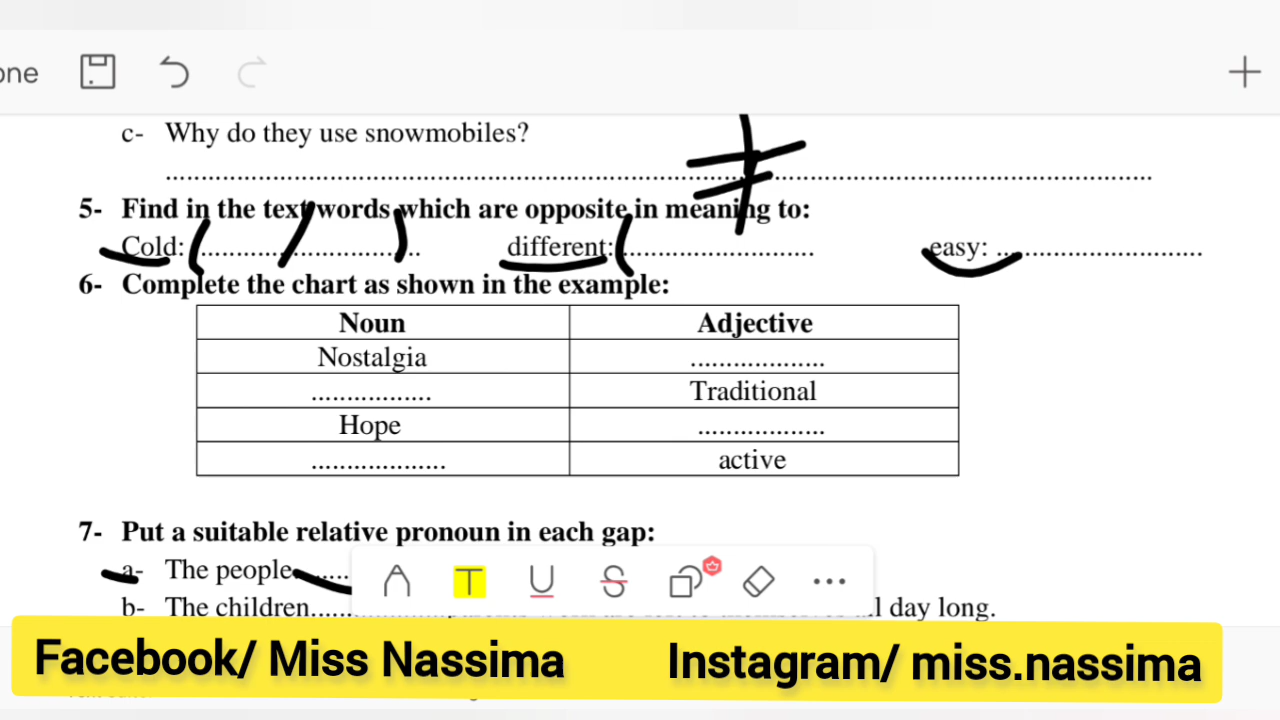 one
c- Why do they use snowmobiles?
................................................................................................................................
5- Find in the text words which are opposite in meaning to:
Cold: ................................ different: ............................. easy: .............................
6- Complete the chart as shown in the example:
Noun Adjective
Nostalgia ...................
................. Traditional
Hope ..................
................... active
7- Put a suitable relative pronoun in each gap:
a- The people......
b- The children...... all day long.
Facebook/ Miss Nassima Instagram/ miss.nassima